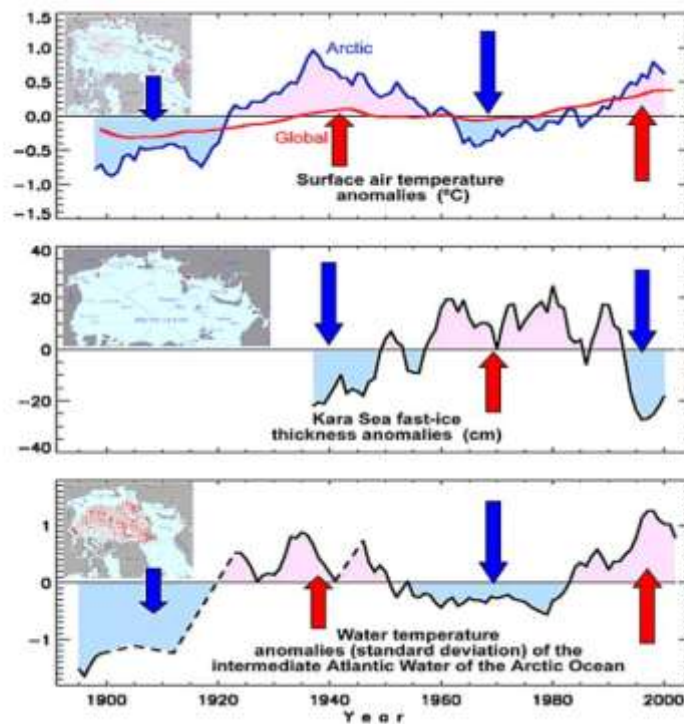 1.5
1.0
0.5
0.0
-0.5
-1.0
-1.5
Arctic
Global
Surface air temperature
anomalies (ºC)
40
20
0
-20
-40
Kara Sea fast-ice
thickness anomalies (cm)
1
0
-1
Water temperature
anomalies (standard deviation) of the
intermediate Atlantic Water of the Arctic Ocean
1900 1920 1940 1960 1980 2000
Year